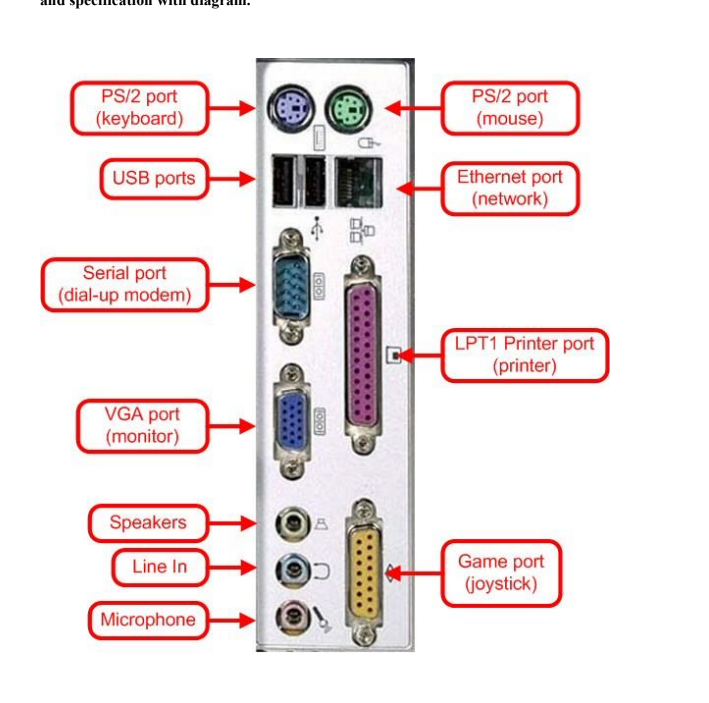 and specification with diagram.
PS/2 port
(keyboard)
PS/2 port
(mouse)
USB ports
Ethernet port
(network)
Serial port
(dial-up modem)
LPT1 Printer port
(printer)
VGA port
(monitor)
Speakers
Line In
Game port
(joystick)
Microphone